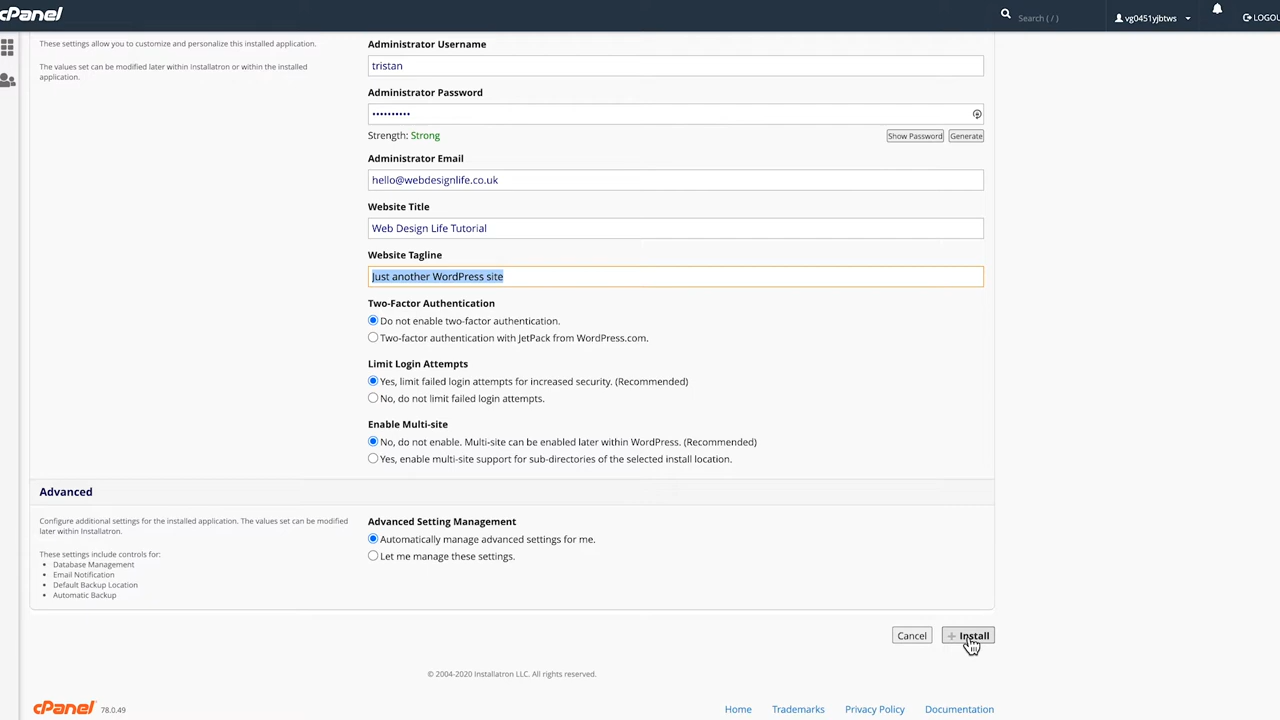 cPanel
Search ( / )
vg0451yjbtws
LOGOU
These settings allow you to customize and personalize this installed application.
The values set can be modified later within Installatron or within the installed
application.
Administrator Username
tristan
Administrator Password
••••••••••
Strength: Strong
Show Password
Generate
Administrator Email
hello@webdesignlife.co.uk
Website Title
Web Design Life Tutorial
Website Tagline
Just another WordPress site
Two-Factor Authentication
Do not enable two-factor authentication.
Two-factor authentication with JetPack from WordPress.com.
Limit Login Attempts
Yes, limit failed login attempts for increased security. (Recommended)
No, do not limit failed login attempts.
Enable Multi-site
No, do not enable. Multi-site can be enabled later within WordPress. (Recommended)
Yes, enable multi-site support for sub-directories of the selected install location.
Advanced
Configure additional settings for the installed application. The values set can be modified
later within Installatron.
These settings include controls for:
• Database Management
• Email Notification
• Default Backup Location
• Automatic Backup
Advanced Setting Management
Automatically manage advanced settings for me.
Let me manage these settings.
Cancel
+ Install
© 2004-2020 Installatron LLC. All rights reserved.
cPanel 78.0.49
Home
Trademarks
Privacy Policy
Documentation